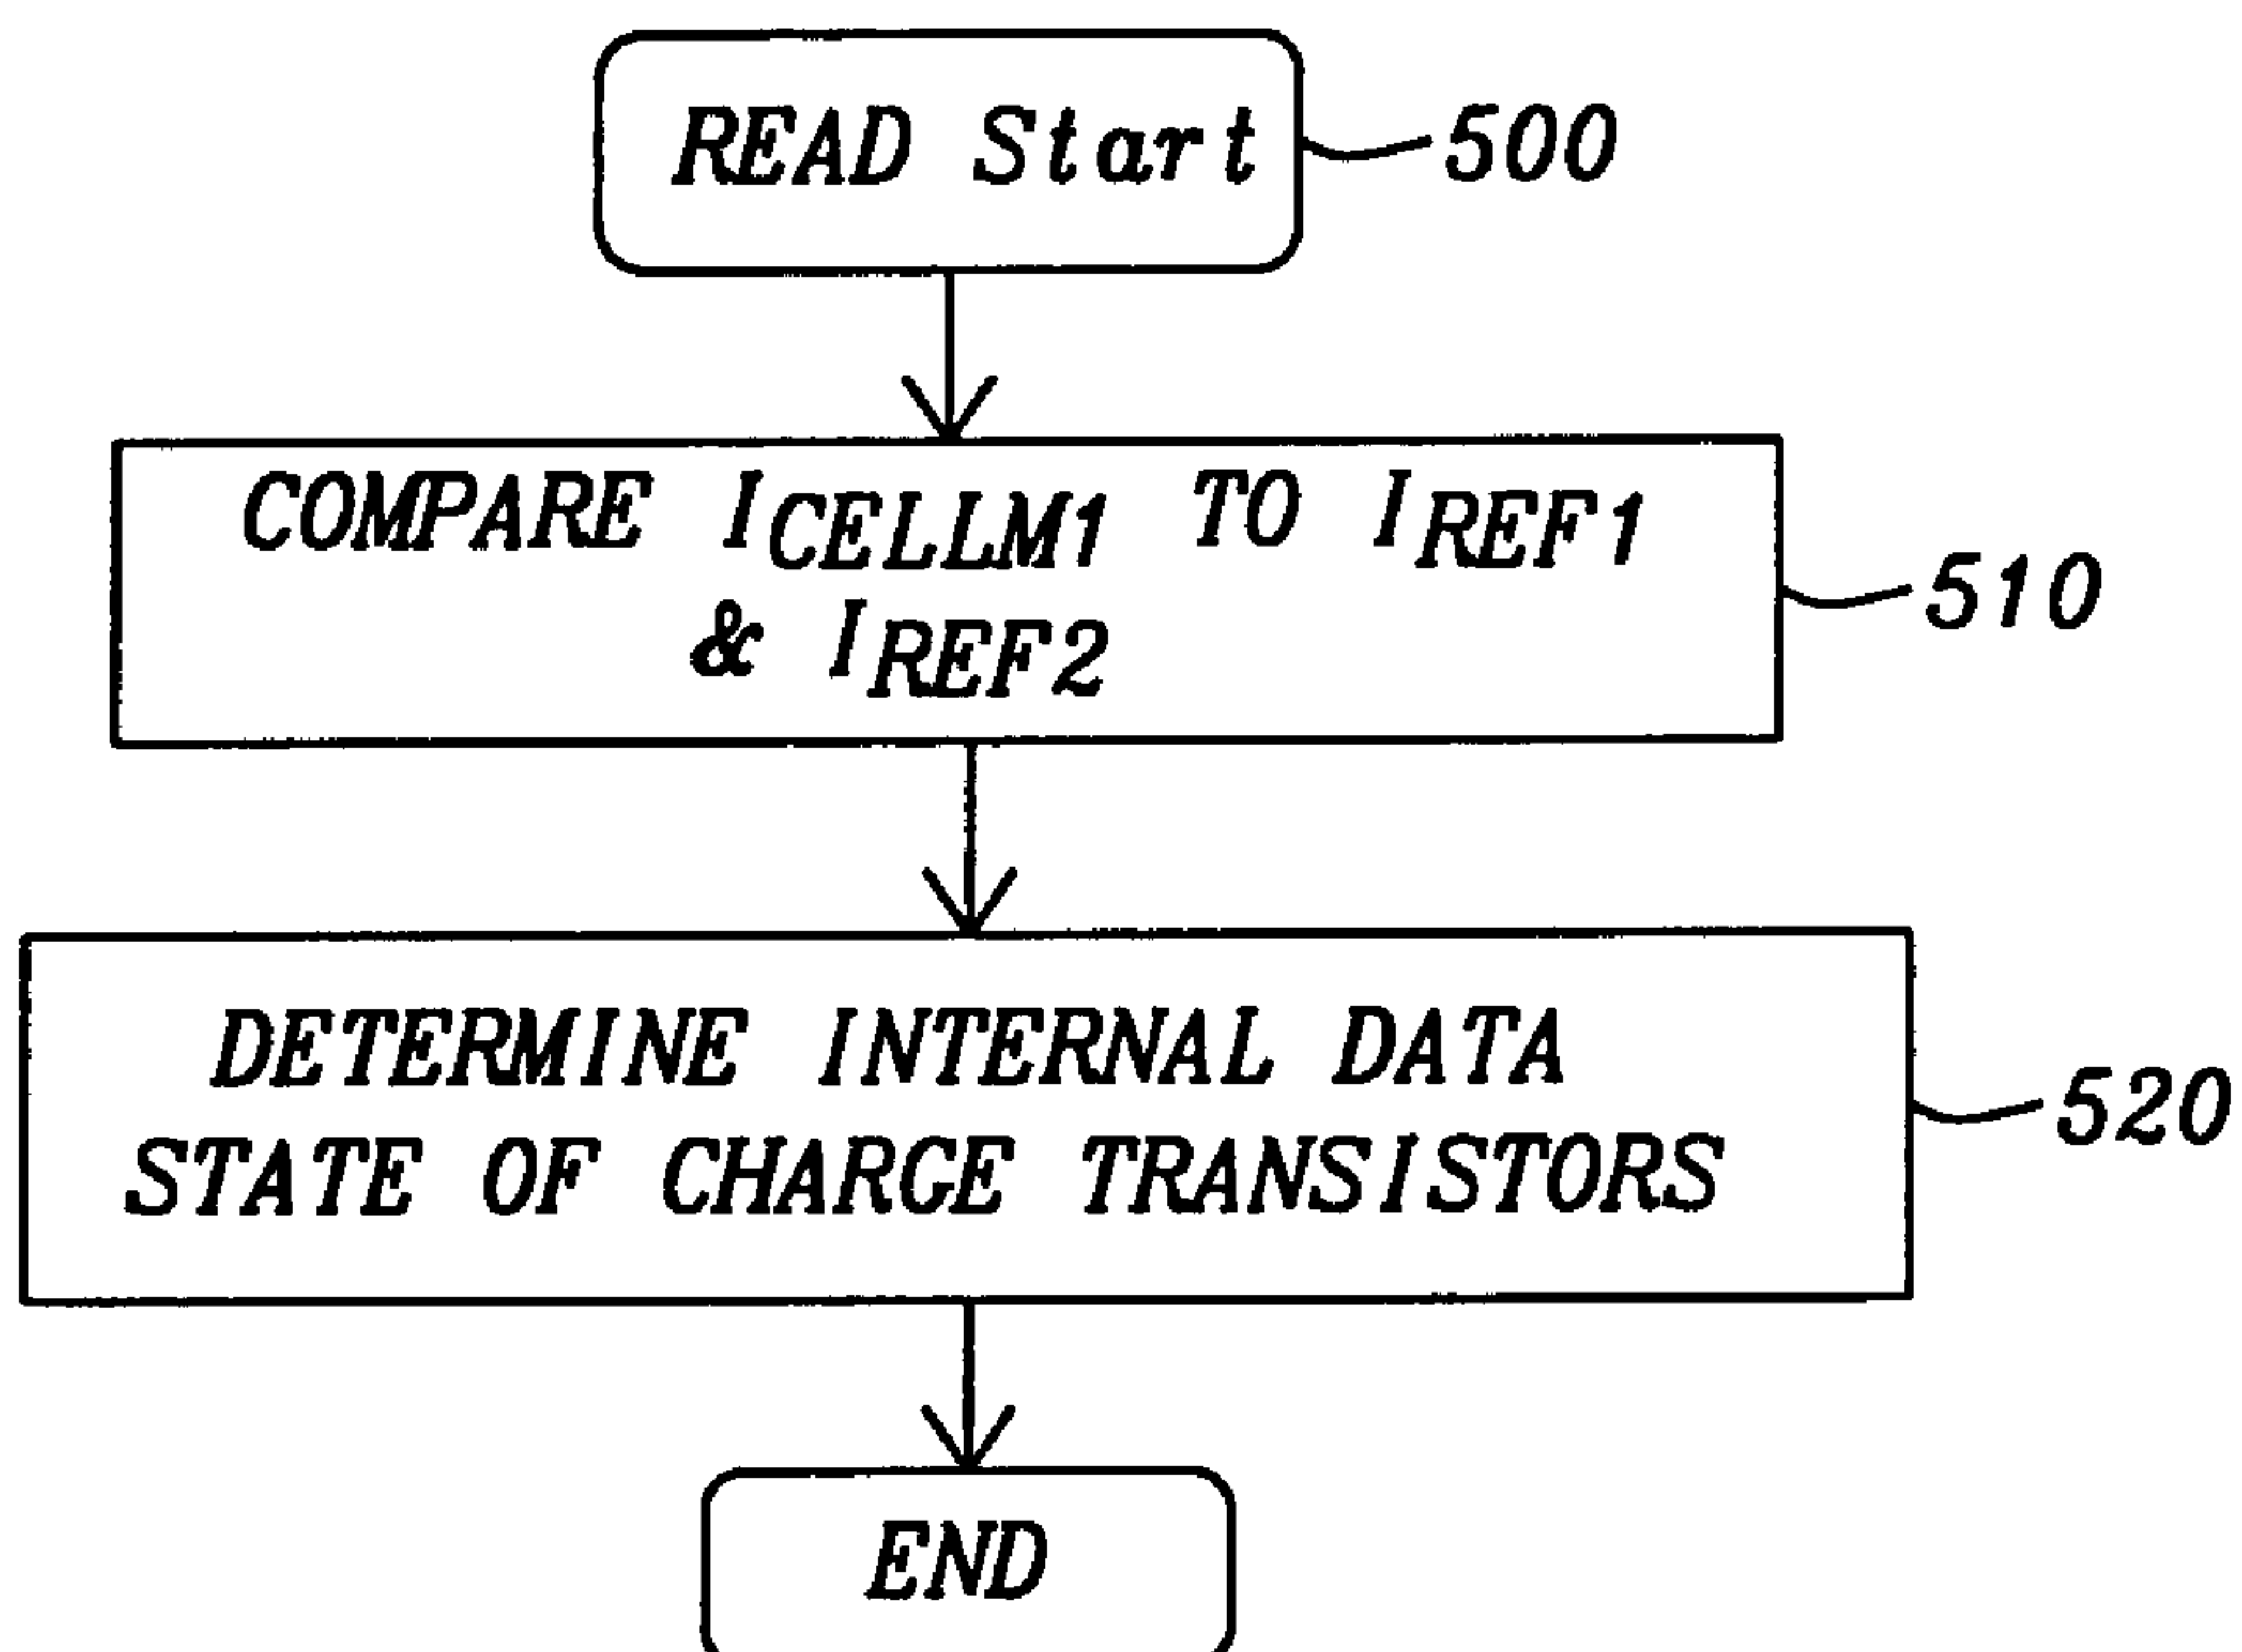 READ Start
500
COMPARE ICELLM1 TO IREF1
& IREF2
510
DETERMINE INTERNAL DATA
STATE OF CHARGE TRANSISTORS
520
END